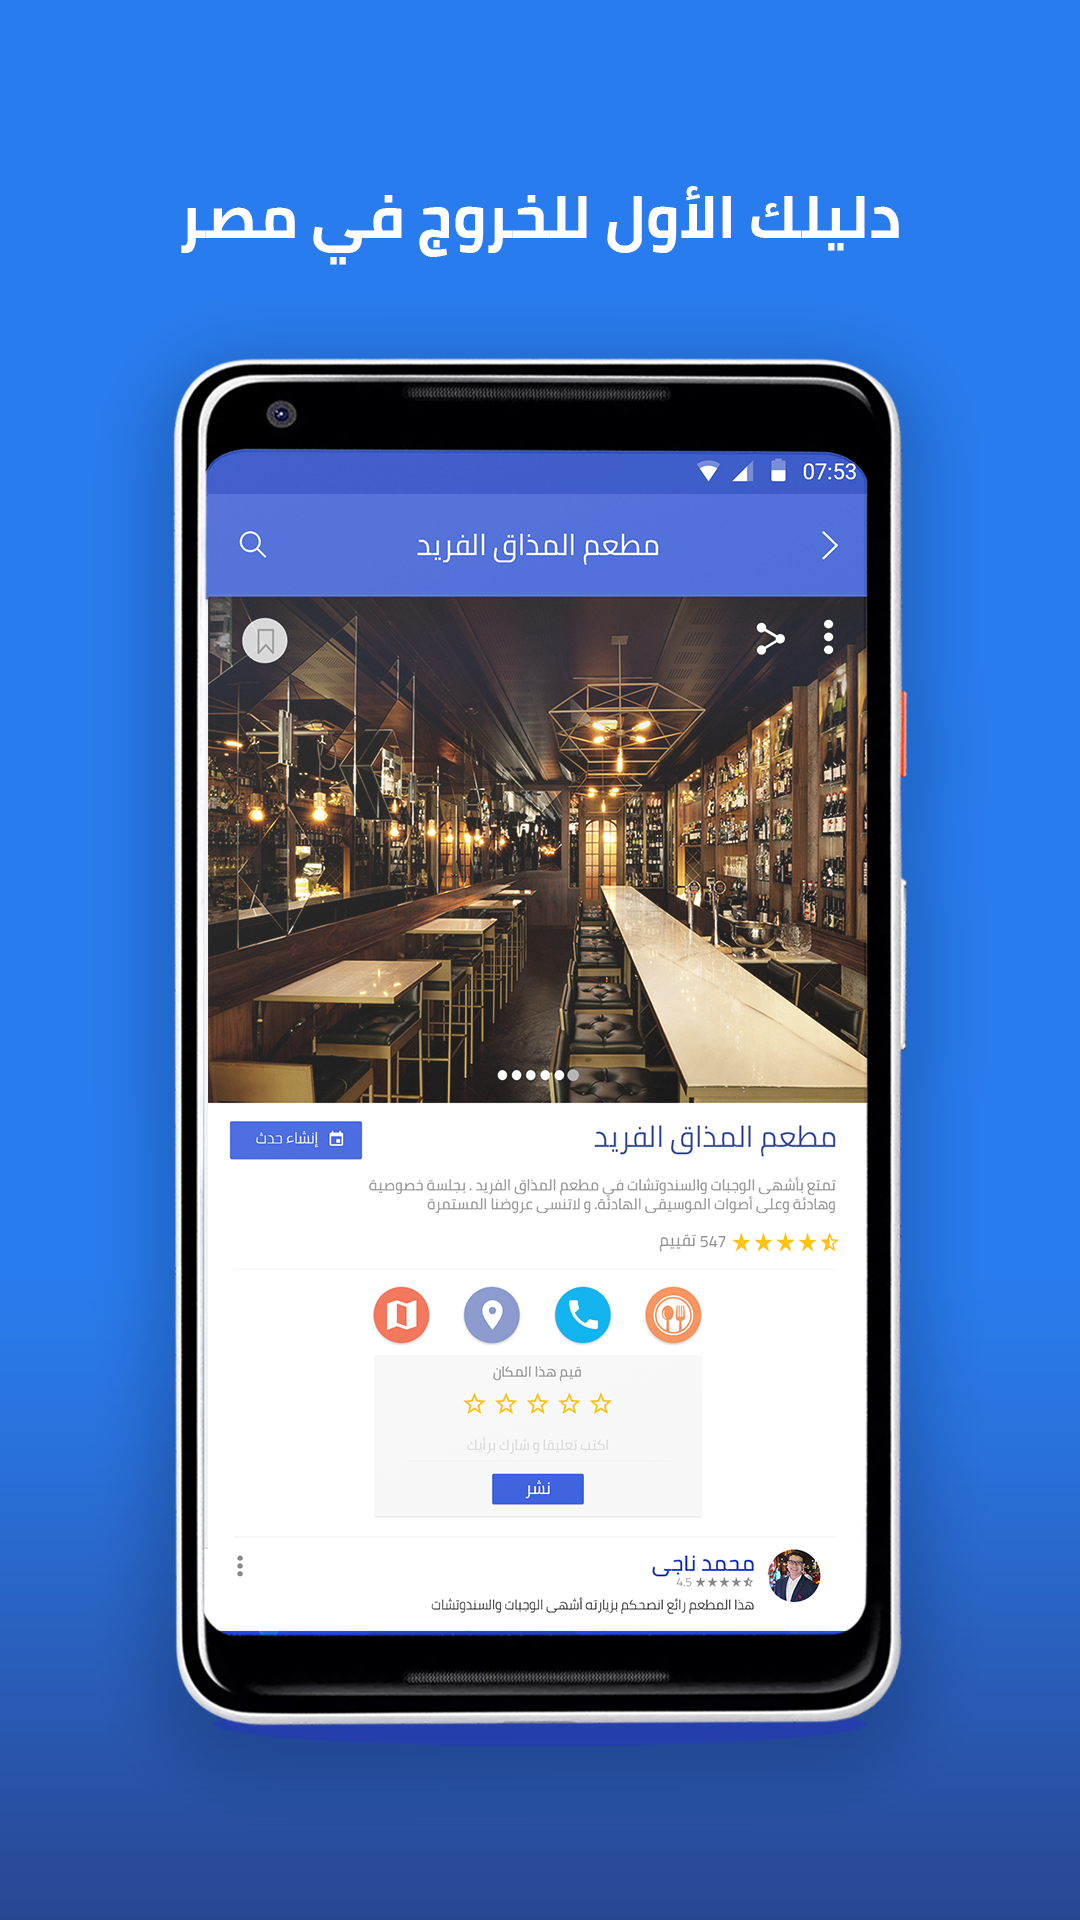 دليلك الأول للخروج في مصر
07:53
مطعم المذاق الفريد
مطعم المذاق الفريد
إنشاء حدث
تمتع بأشهى الوجبات والسندوتشات في مطعم المذاق الفريد . بجلسة خصوصية
وهادئة وعلى أصوات الموسيقى الهادئة. و لاتنسى عروضنا المستمرة
547 تقييم
قيم هذا المكان
اكتب تعليقا و شارك برأيك
نشر
محمد ناجى
4.5
هذا المطعم رائع انصحكم بزيارته أشهى الوجبات والسندوتشات